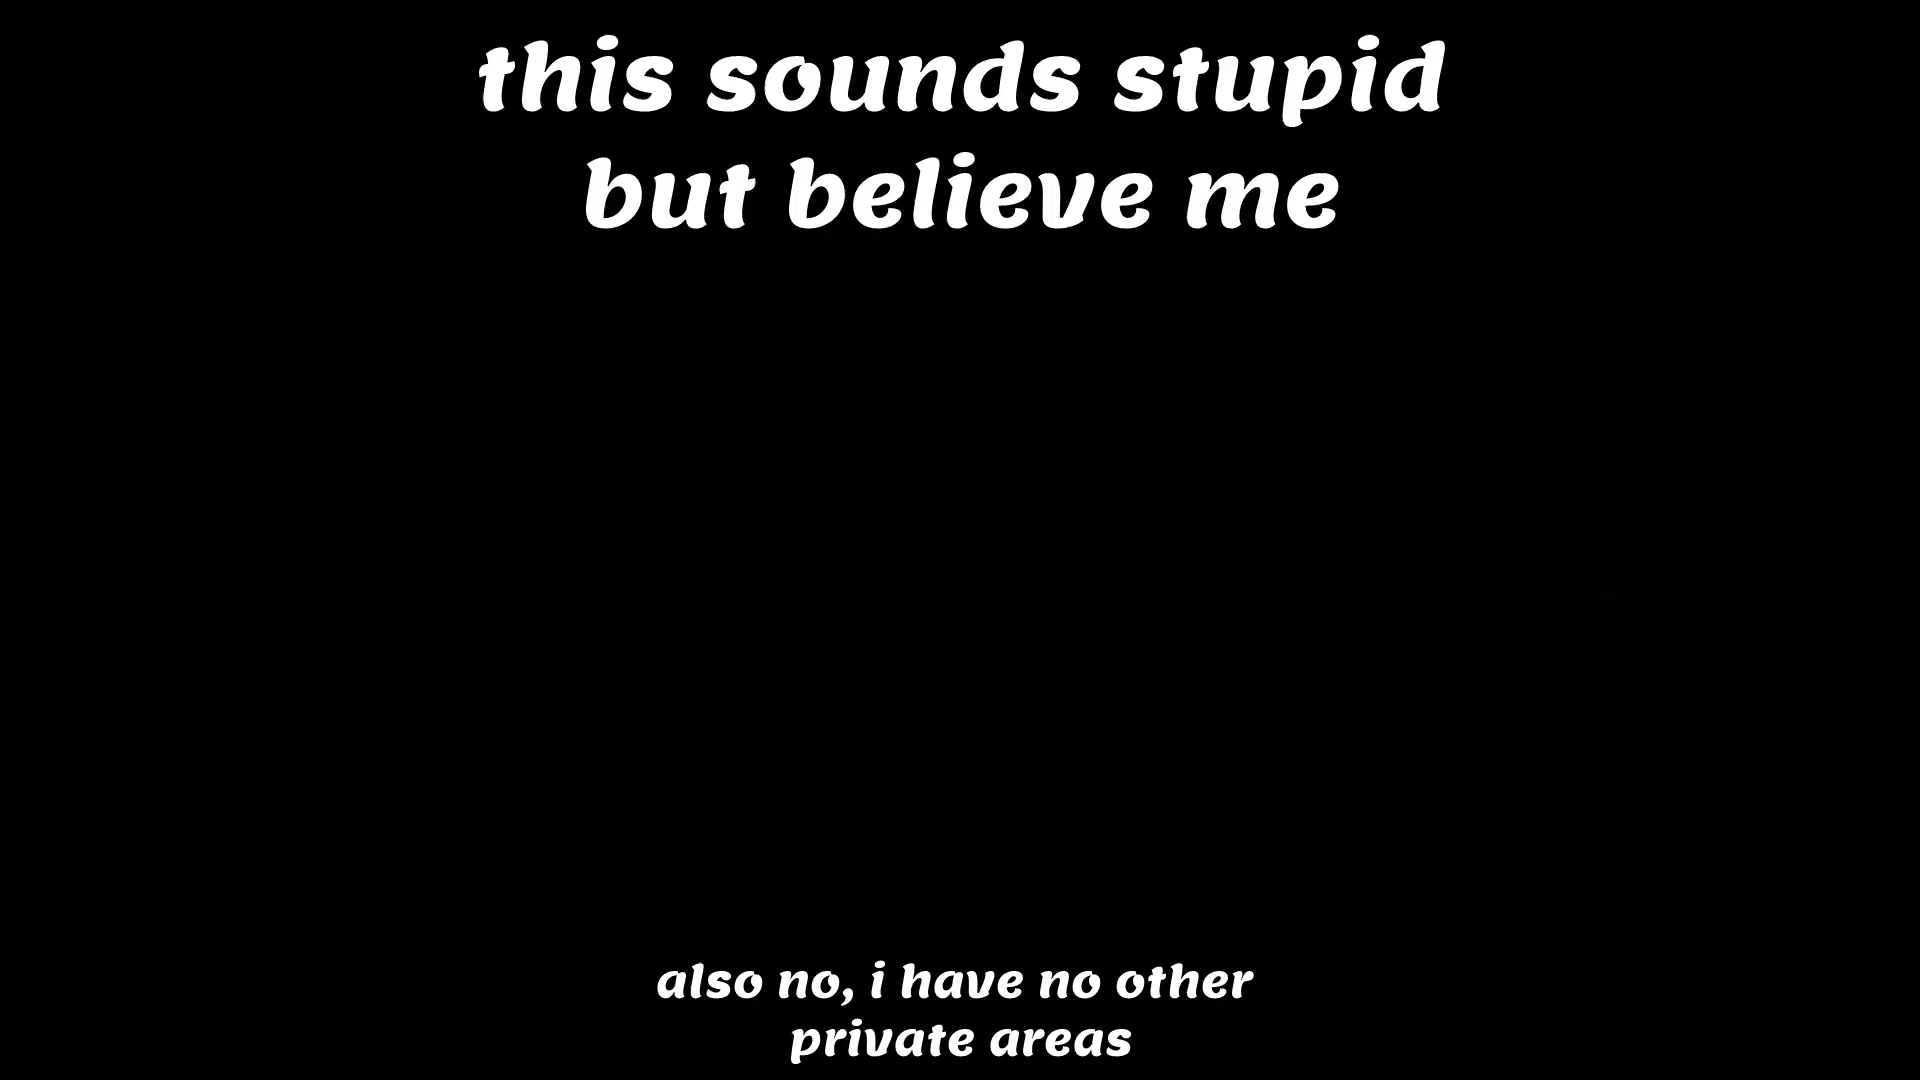 this sounds stupid
but believe me
also no, i have no other
private areas